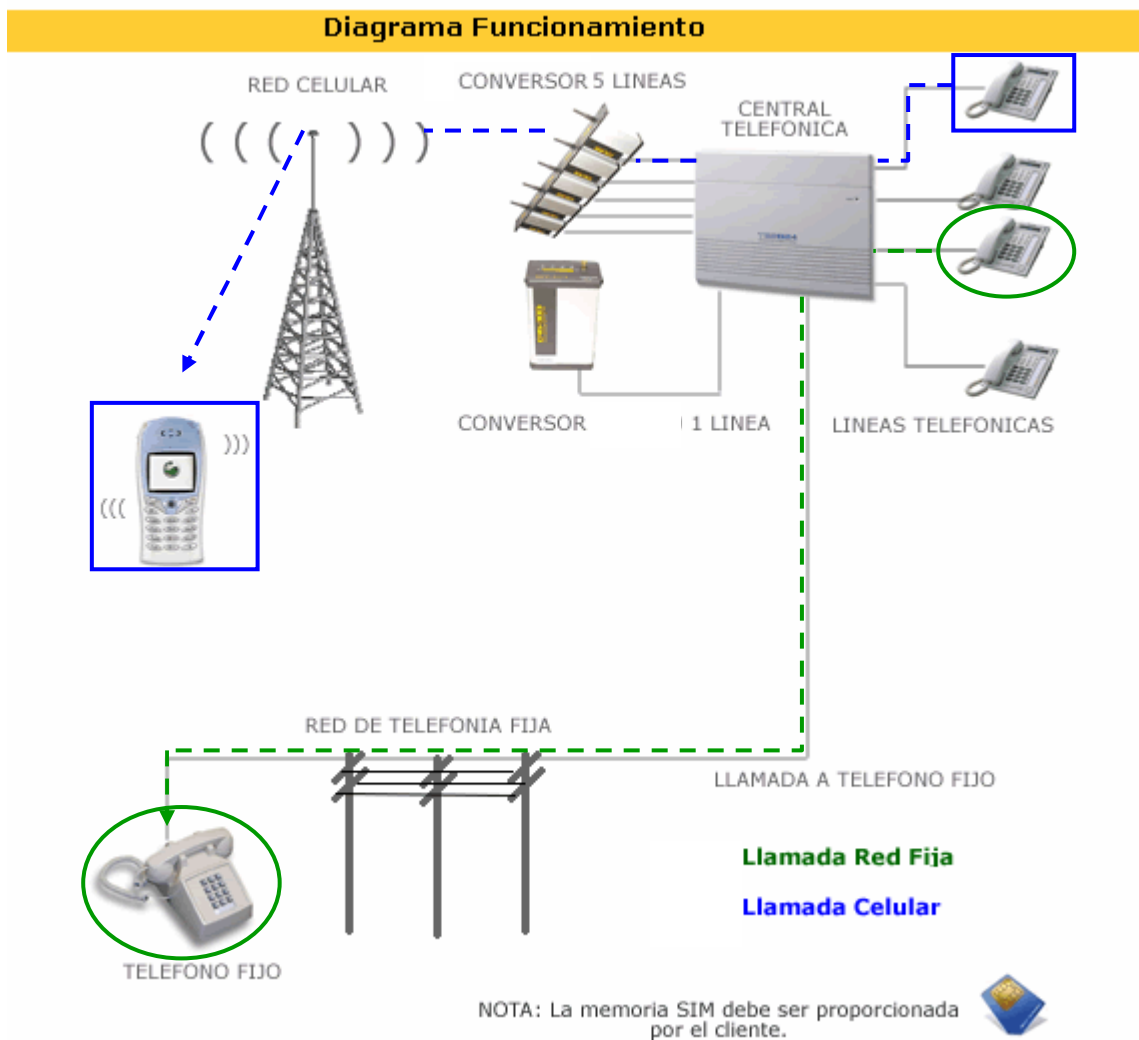 Diagrama Funcionamiento
RED CELULAR
CONVERSOR 5 LINEAS
CENTRAL
TELEFONICA
CONVERSOR
1 LINEA
LINEAS TELEFONICAS
RED DE TELEFONIA FIJA
LLAMADA A TELEFONO FIJO
Llamada Red Fija
Llamada Celular
TELEFONO FIJO
NOTA: La memoria SIM debe ser proporcionada
por el cliente.